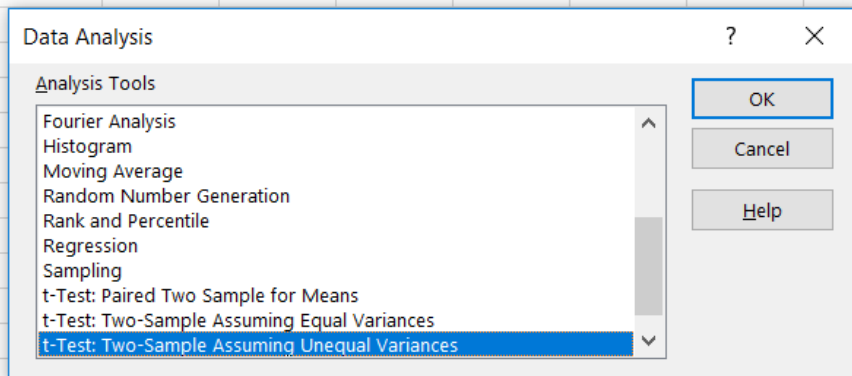 Data Analysis
?
Analysis Tools
OK
Fourier Analysis
Histogram
Cancel
Moving Average
Random Number Generation
Rank and Percentile
Help
Regression
Sampling
t-Test: Paired Two Sample for Means
t-Test: Two-Sample Assuming Equal Variances
t-Test: Two-Sample Assuming Unequal Variances